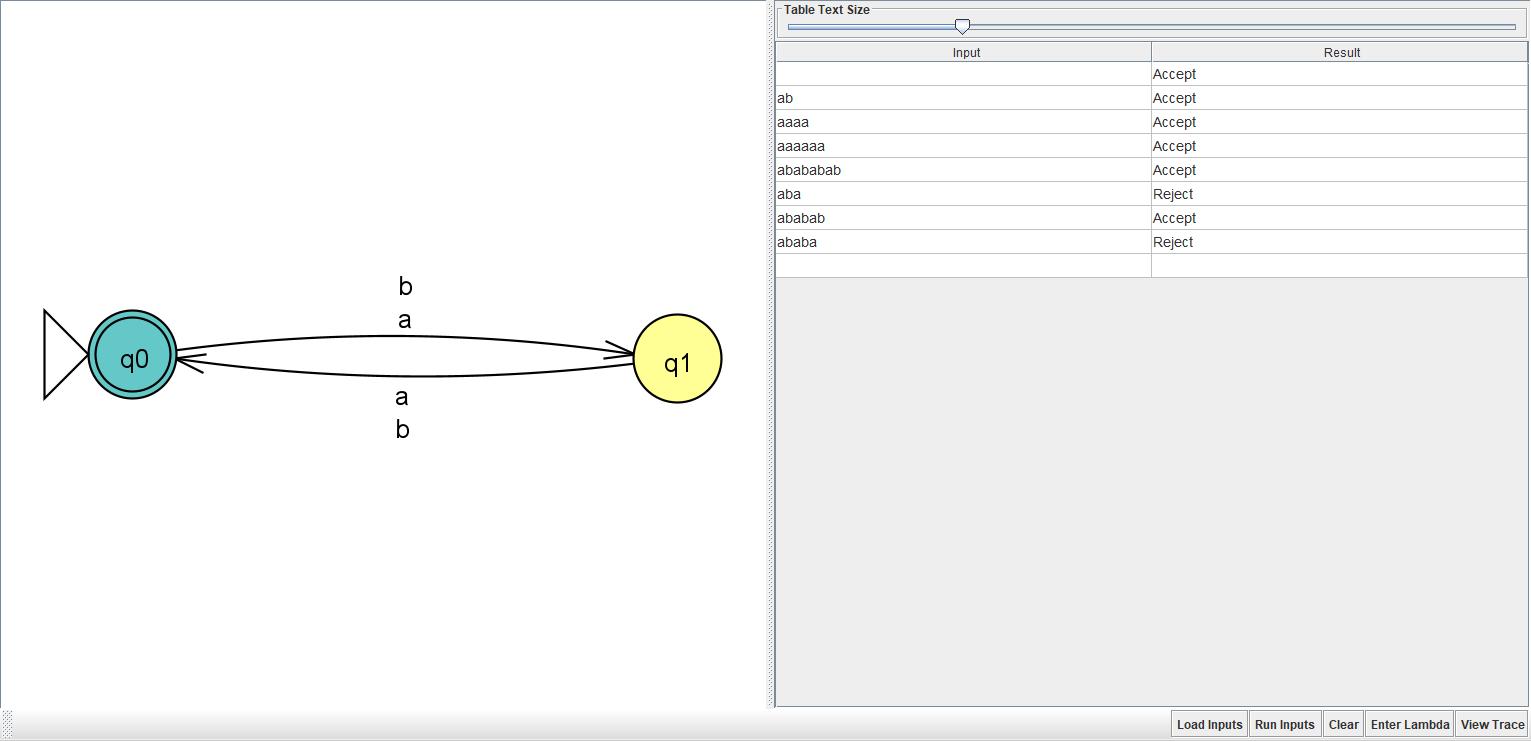 b
a
q0
q1
a
b
Table Text Size
Input Result
Accept
ab Accept
aaaa Accept
aaaaaa Accept
abababab Accept
aba Reject
ababab Accept
ababa Reject
Load Inputs Run Inputs Clear Enter Lambda View Trace